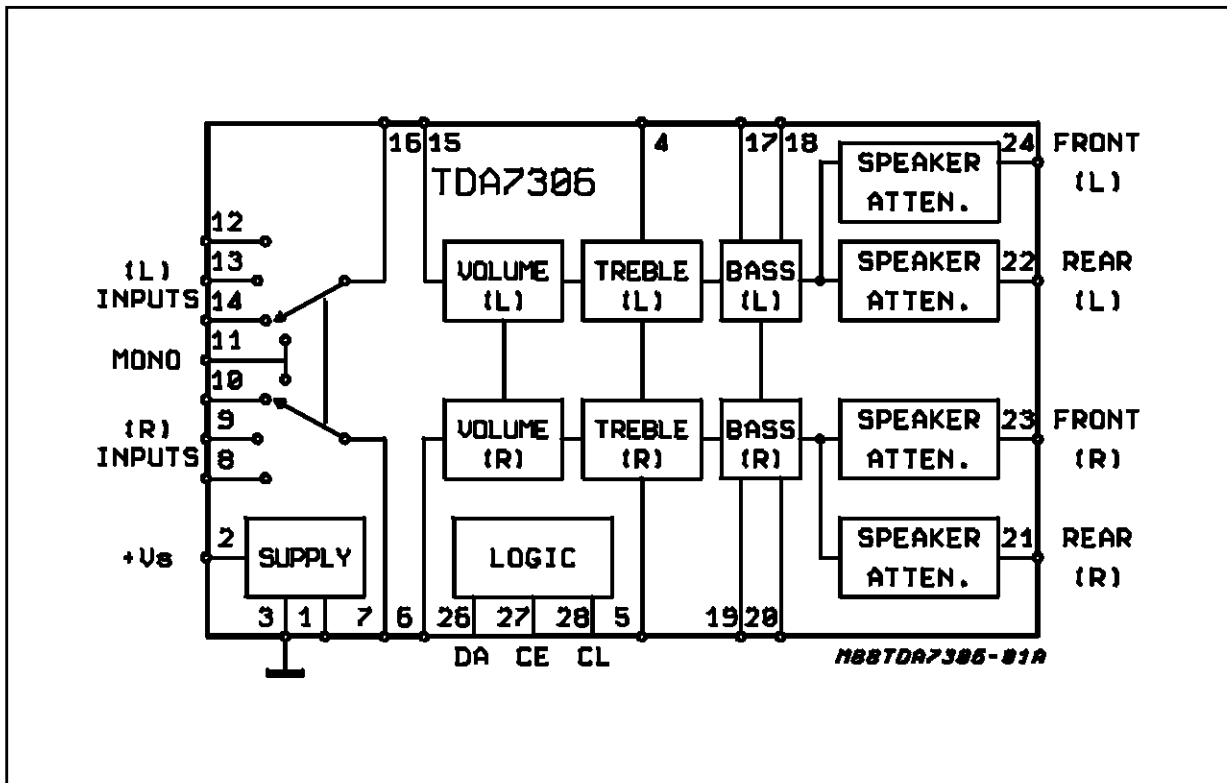 16 15 4 17 18 24 FRONT
(L)
TDA7306
SPEAKER
ATTEN.
12
13
(L)
INPUTS
14
VOLUME
(L)
TREBLE
(L)
BASS
(L)
SPEAKER
ATTEN.
22 REAR
(L)
11
MONO
10
9
(R)
INPUTS
8
VOLUME
(R)
TREBLE
(R)
BASS
(R)
SPEAKER
ATTEN.
23 FRONT
(R)
+Vs 2
SUPPLY
LOGIC
SPEAKER
ATTEN.
21 REAR
(R)
3 1 7 6 26 27 28 5 19 20
DA CE CL
M88TDA7306-01A